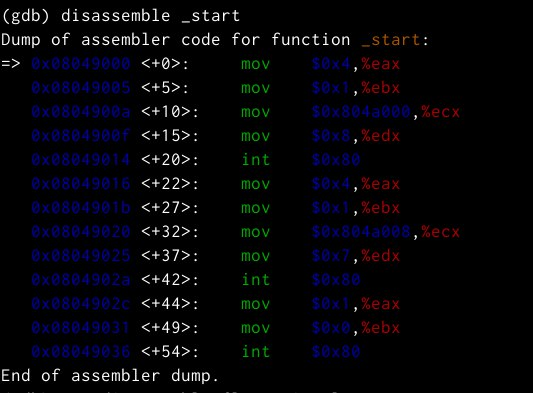 (gdb) disassemble _start
Dump of assembler code for function _start:
=> 0x08049000 <+0>:     mov    $0x4,%eax
   0x08049005 <+5>:     mov    $0x1,%ebx
   0x0804900a <+10>:    mov    $0x804a000,%ecx
   0x0804900f <+15>:    mov    $0x8,%edx
   0x08049014 <+20>:    int    $0x80
   0x08049016 <+22>:    mov    $0x4,%eax
   0x0804901b <+27>:    mov    $0x1,%ebx
   0x08049020 <+32>:    mov    $0x804a008,%ecx
   0x08049025 <+37>:    mov    $0x7,%edx
   0x0804902a <+42>:    int    $0x80
   0x0804902c <+44>:    mov    $0x1,%eax
   0x08049031 <+49>:    mov    $0x0,%ebx
   0x08049036 <+54>:    int    $0x80
End of assembler dump.